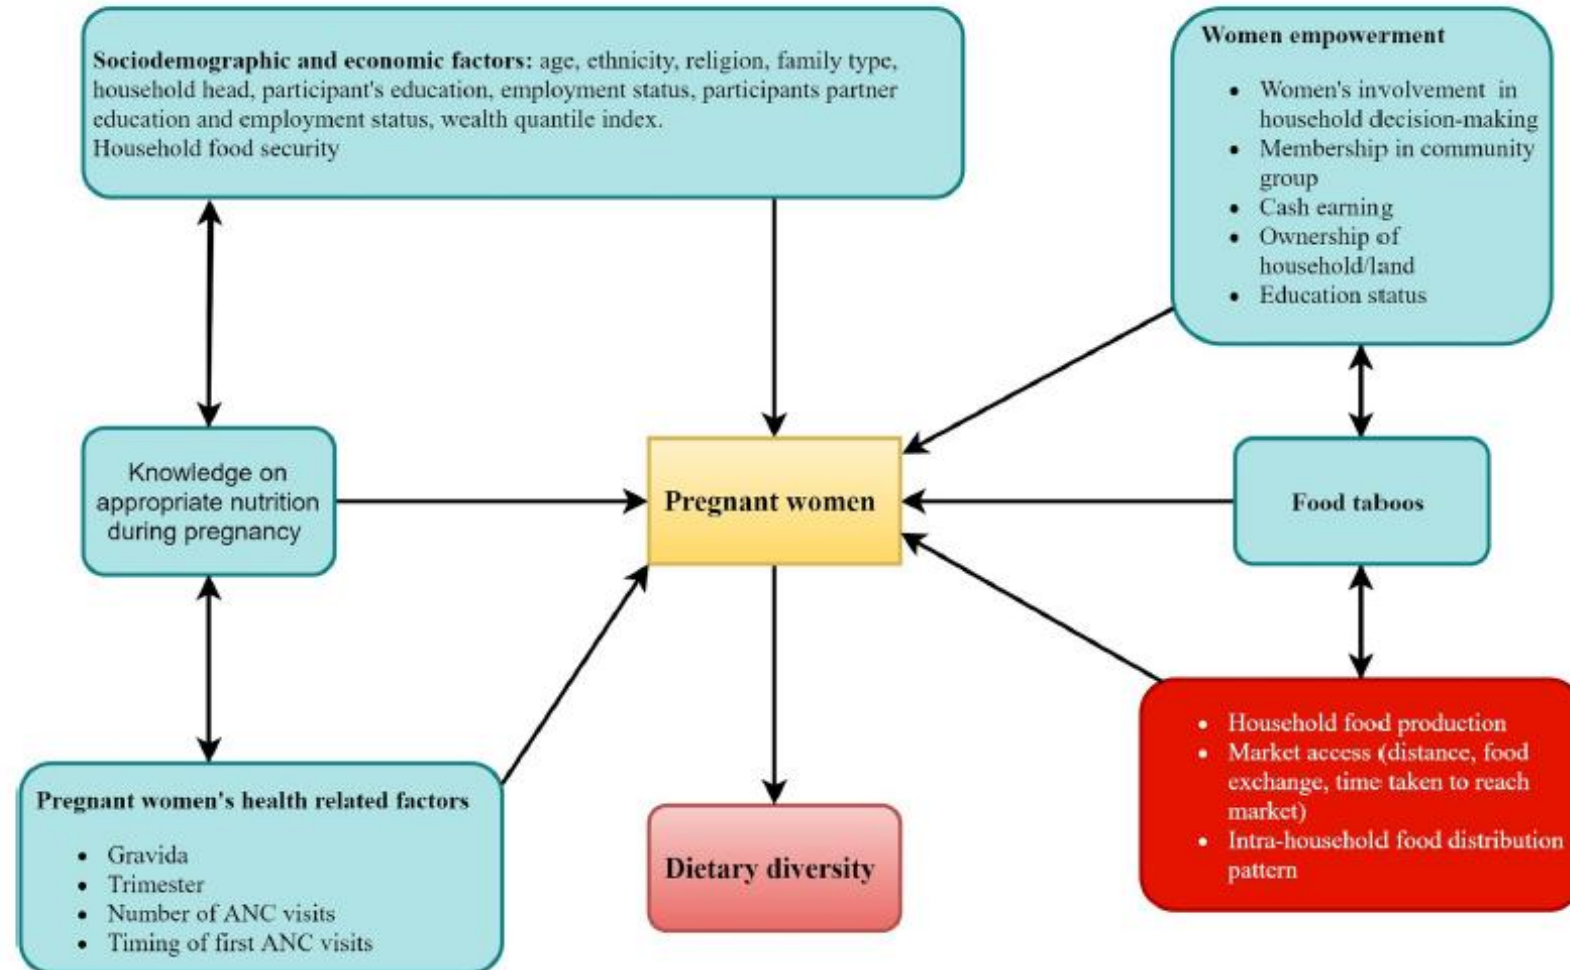 Sociodemographic and economic factors: age, ethnicity, religion, family type,
household head, participant's education, employment status, participants partner
education and employment status, wealth quantile index.
Household food security
Women empowerment
• Women's involvement in
household decision-making
• Membership in community
group
• Cash earning
• Ownership of
household/land
• Education status
Knowledge on
appropriate nutrition
during pregnancy
Pregnant women
Food taboos
Pregnant women's health related factors
• Gravida
• Trimester
• Number of ANC visits
• Timing of first ANC visits
Dietary diversity
• Household food production
• Market access (distance, food
exchange, time taken to reach
market)
• Intra-household food distribution
pattern